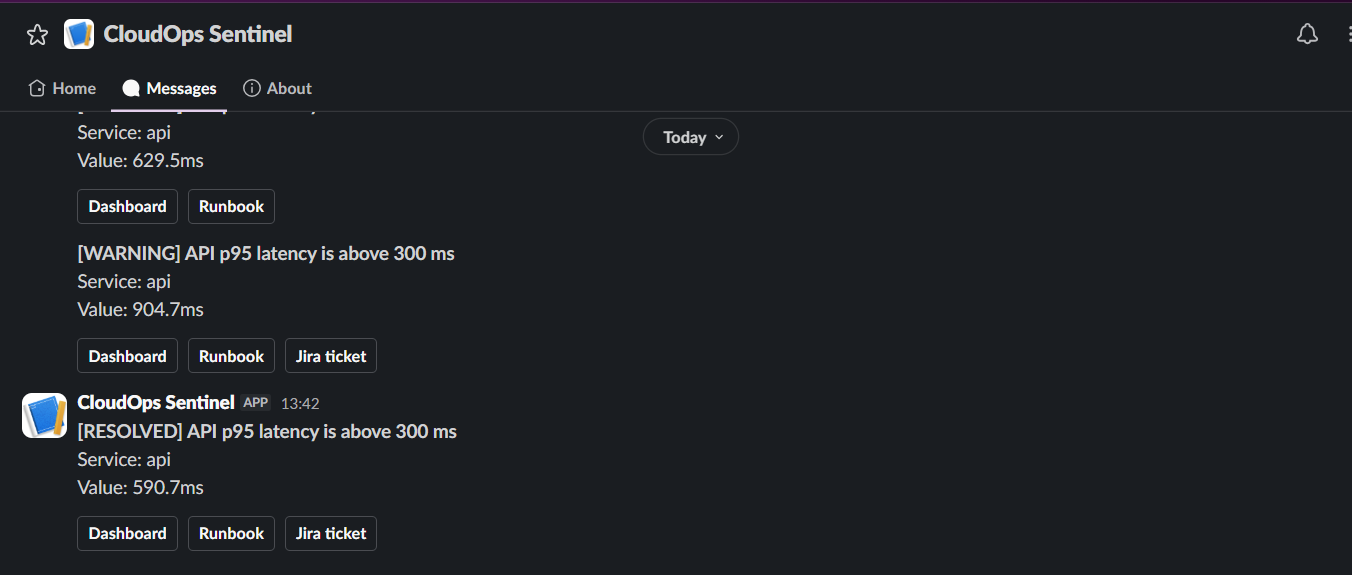 CloudOps Sentinel
Home Messages About
Today
Service: api
Value: 629.5ms
Dashboard Runbook
[WARNING] API p95 latency is above 300 ms
Service: api
Value: 904.7ms
Dashboard Runbook Jira ticket
CloudOps Sentinel APP 13:42
[RESOLVED] API p95 latency is above 300 ms
Service: api
Value: 590.7ms
Dashboard Runbook Jira ticket